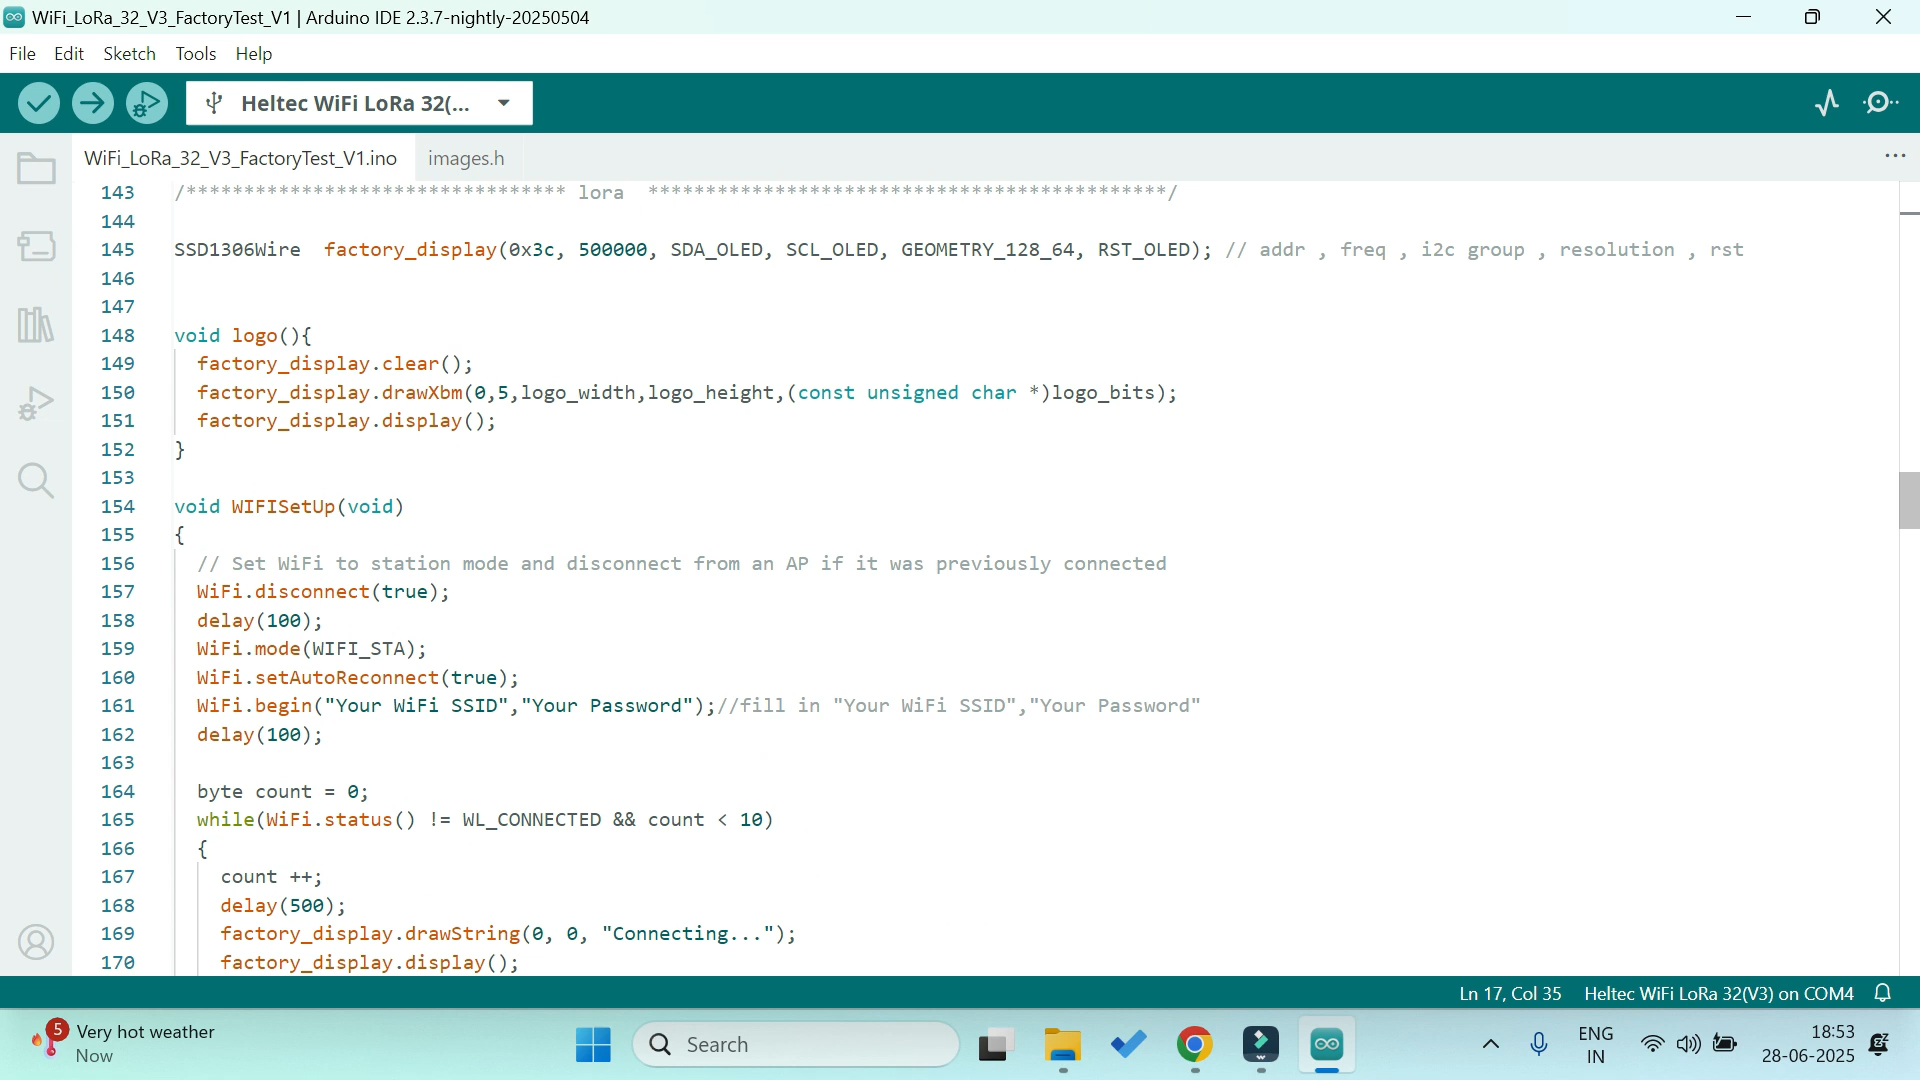 WiFi_LoRa_32_V3_FactoryTest_V1 | Arduino IDE 2.3.7-nightly-20250504
File Edit Sketch Tools Help
Heltec WiFi LoRa 32(...
WiFi_LoRa_32_V3_FactoryTest_V1.ino images.h ...
143 /********************************* lora *********************************************/
144
145 SSD1306Wire factory_display(0x3c, 500000, SDA_OLED, SCL_OLED, GEOMETRY_128_64, RST_OLED); // addr , freq , i2c group , resolution , rst
146
147
148 void logo(){
149 factory_display.clear();
150 factory_display.drawXbm(0,5,logo_width,logo_height,(const unsigned char *)logo_bits);
151 factory_display.display();
152 }
153
154 void WIFISetUp(void)
155 {
156 // Set WiFi to station mode and disconnect from an AP if it was previously connected
157 WiFi.disconnect(true);
158 delay(100);
159 WiFi.mode(WIFI_STA);
160 WiFi.setAutoReconnect(true);
161 WiFi.begin("Your WiFi SSID","Your Password");//fill in "Your WiFi SSID","Your Password"
162 delay(100);
163
164 byte count = 0;
165 while(WiFi.status() != WL_CONNECTED && count < 10)
166 {
167 count ++;
168 delay(500);
169 factory_display.drawString(0, 0, "Connecting...");
170 factory_display.display();
Ln 17, Col 35 Heltec WiFi LoRa 32(V3) on COM4
5 Very hot weather
Now
Search
ENG
IN
18:53
28-06-2025